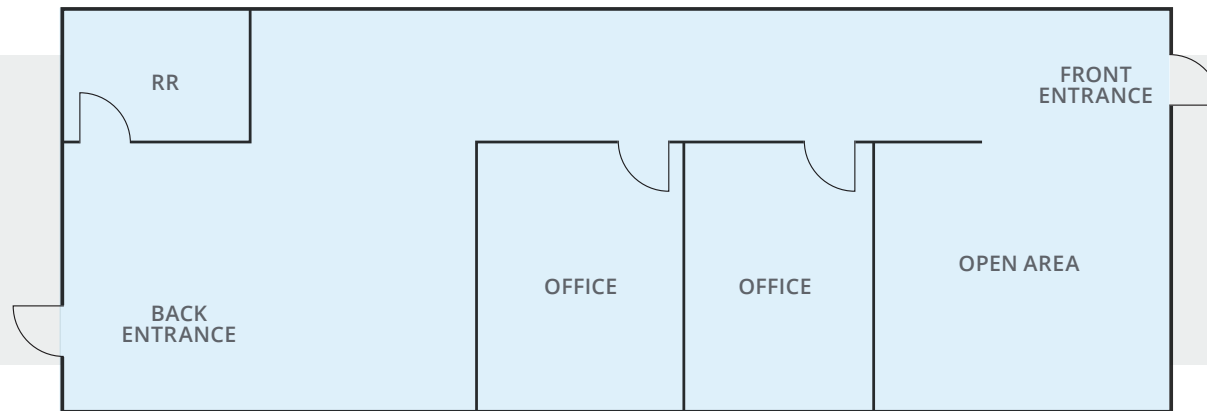 RR
FRONT
ENTRANCE
OPEN AREA
OFFICE
OFFICE
BACK
ENTRANCE